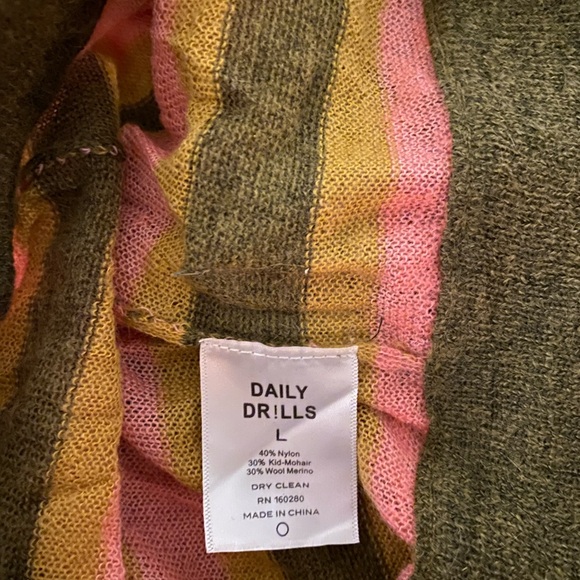 DAILY
DR!LLS
L
40% Nylon
30% Kid-Mohair
30% Wool Merino
DRY CLEAN
RN 160280
MADE IN CHINA